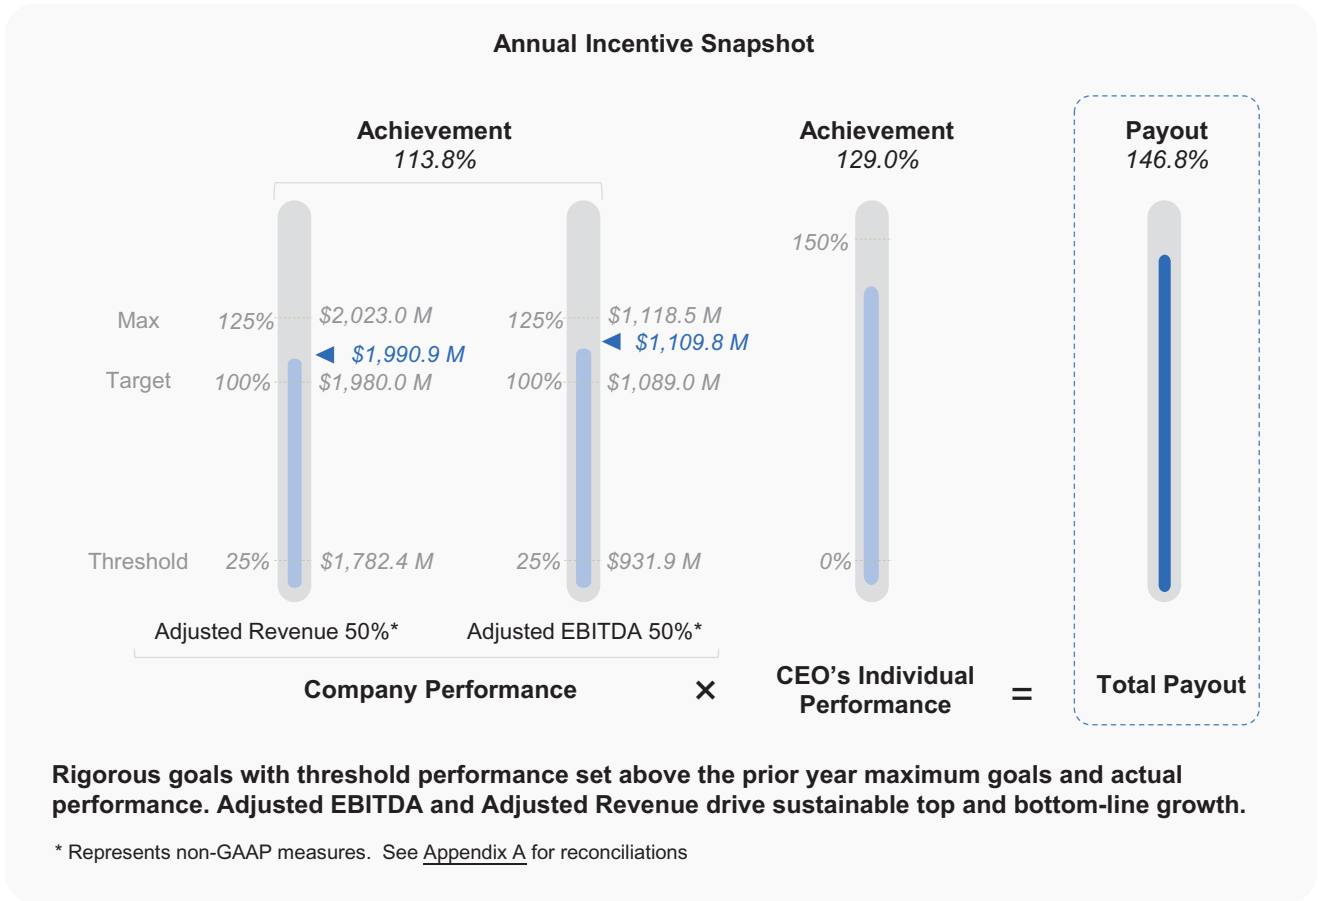 Annual Incentive Snapshot
Achievement
113.8%
Achievement
129.0%
Payout
146.8%
150%
Max
125%
$2,023.0 M
125%
$1,118.5 M
$1,990.9 M
$1,109.8 M
Target
100%
$1,980.0 M
100%
$1,089.0 M
Threshold
25%
$1,782.4 M
25%
$931.9 M
0%
Adjusted Revenue 50%*
Adjusted EBITDA 50%*
Company Performance
×
CEO’s Individual
Performance
=
Total Payout
Rigorous goals with threshold performance set above the prior year maximum goals and actual
performance. Adjusted EBITDA and Adjusted Revenue drive sustainable top and bottom-line growth.
* Represents non-GAAP measures.  See Appendix A for reconciliations